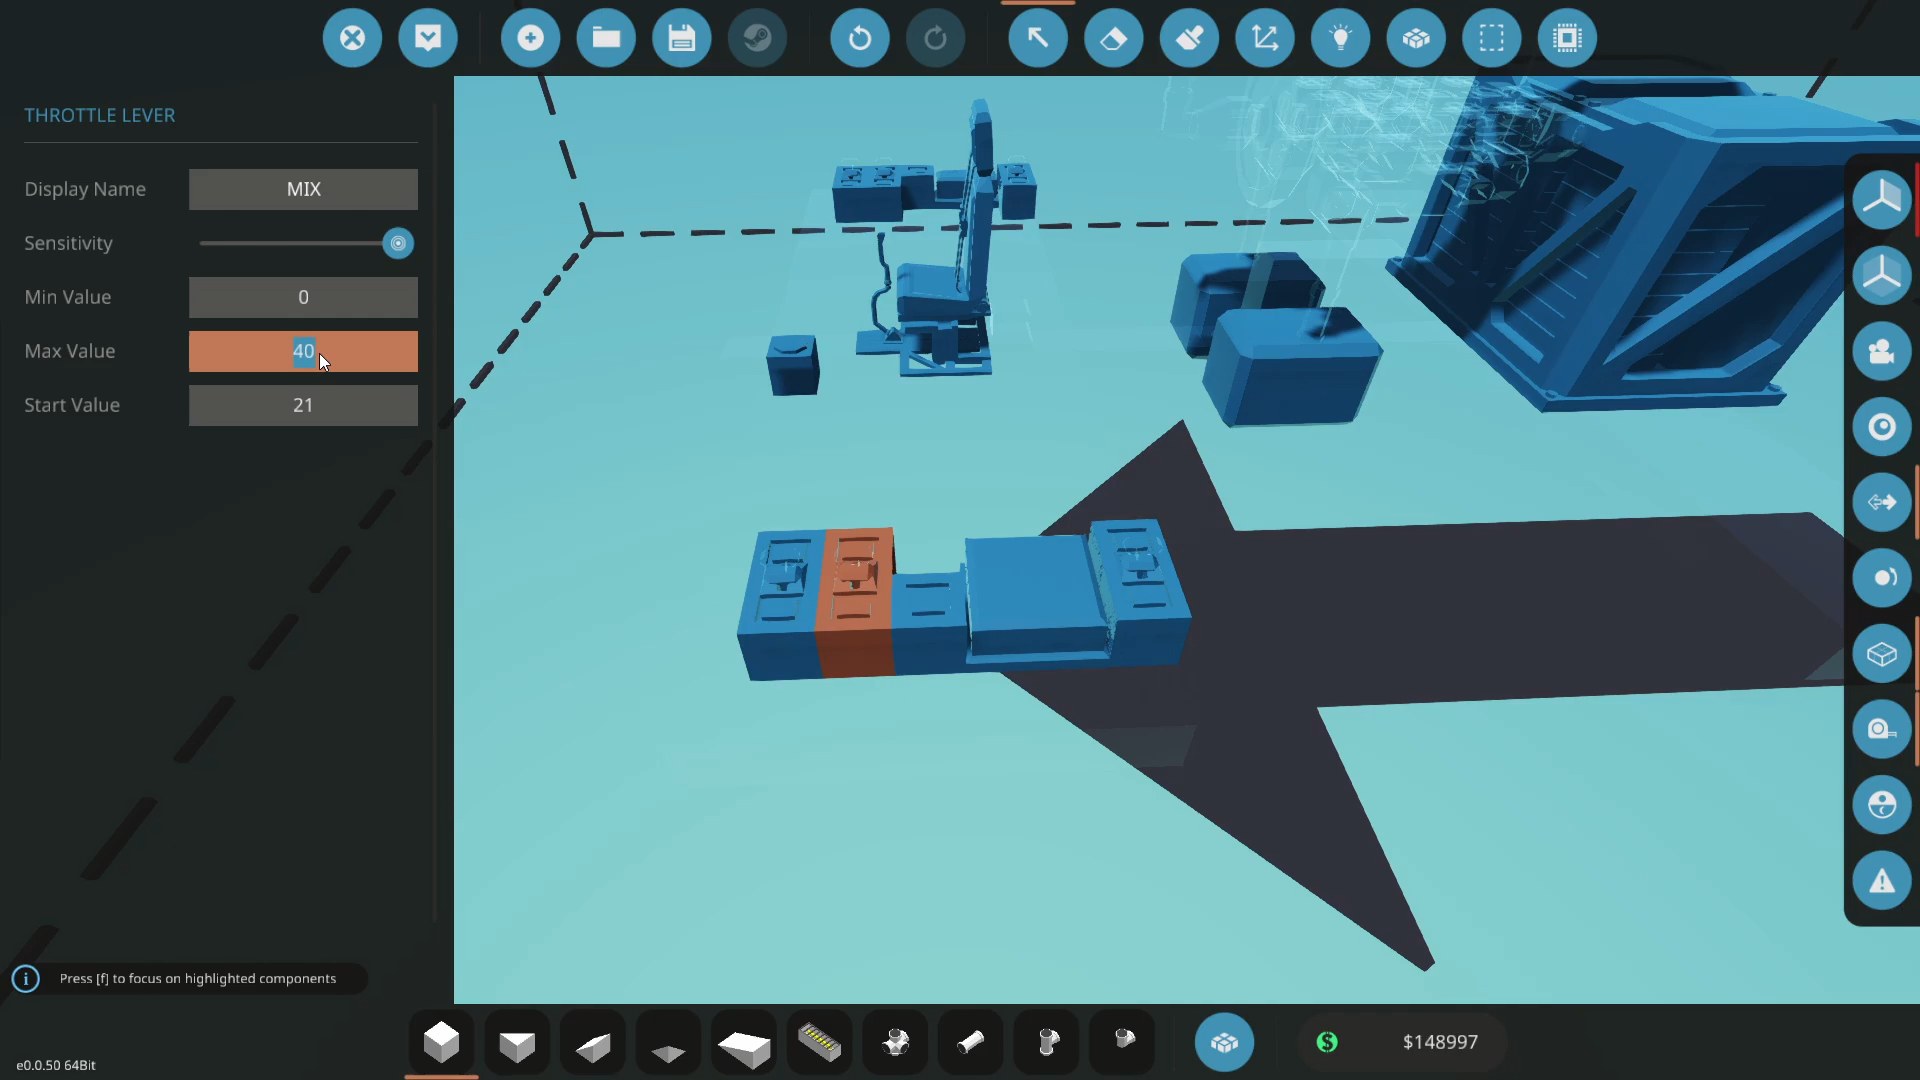 THROTTLE LEVER
Display Name MIX
Sensitivity
Min Value 0
Max Value 40
Start Value 21
Press [f] to focus on highlighted components
$ $148997
e0.0.50 64Bit